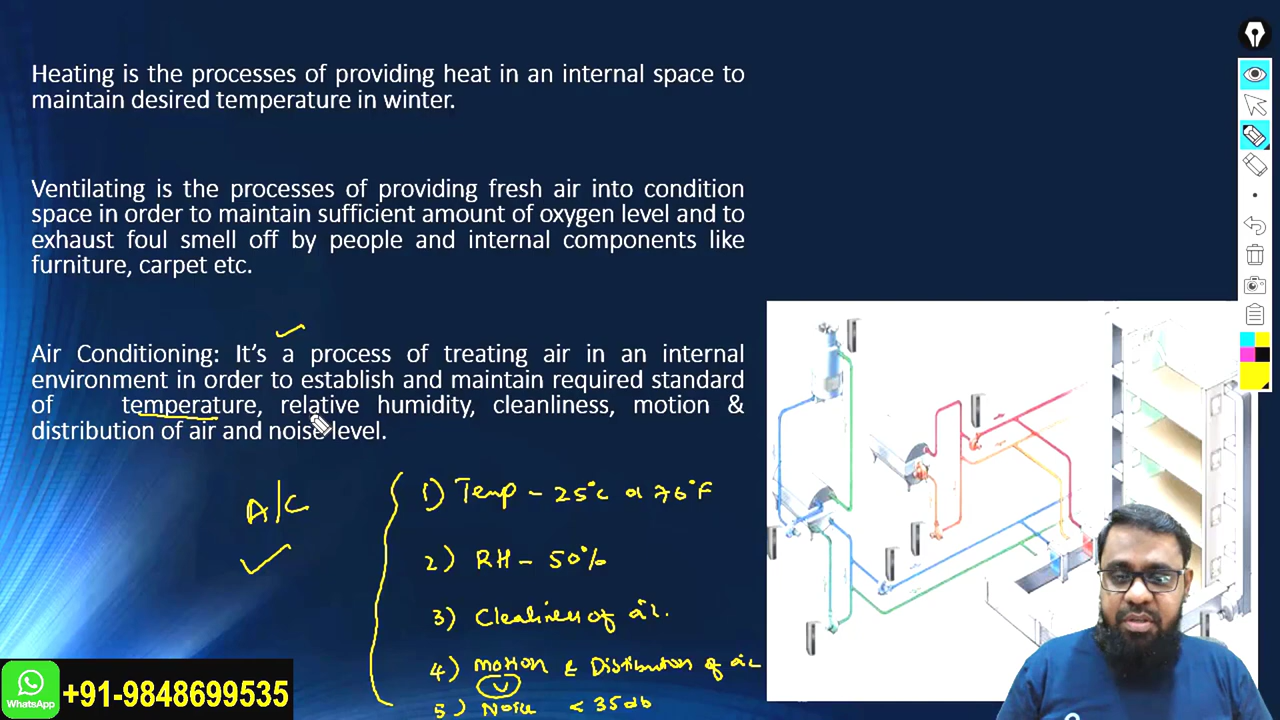 Heating is the processes of providing heat in an internal space to
maintain desired temperature in winter.
Ventilating is the processes of providing fresh air into condition
space in order to maintain sufficient amount of oxygen level and to
exhaust foul smell off by people and internal components like
furniture, carpet etc.
Air Conditioning: It's a process of treating air in an internal
environment in order to establish and maintain required standard
of temperature, relative humidity, cleanliness, motion &
distribution of air and noise level.
A/C
1) Temp - 25°C or 76°F
2) RH - 50%
3) Cleanliness of air.
4) motion & Distribution of air
V
5) Noise < 35db
WhatsApp
+91-9848699535